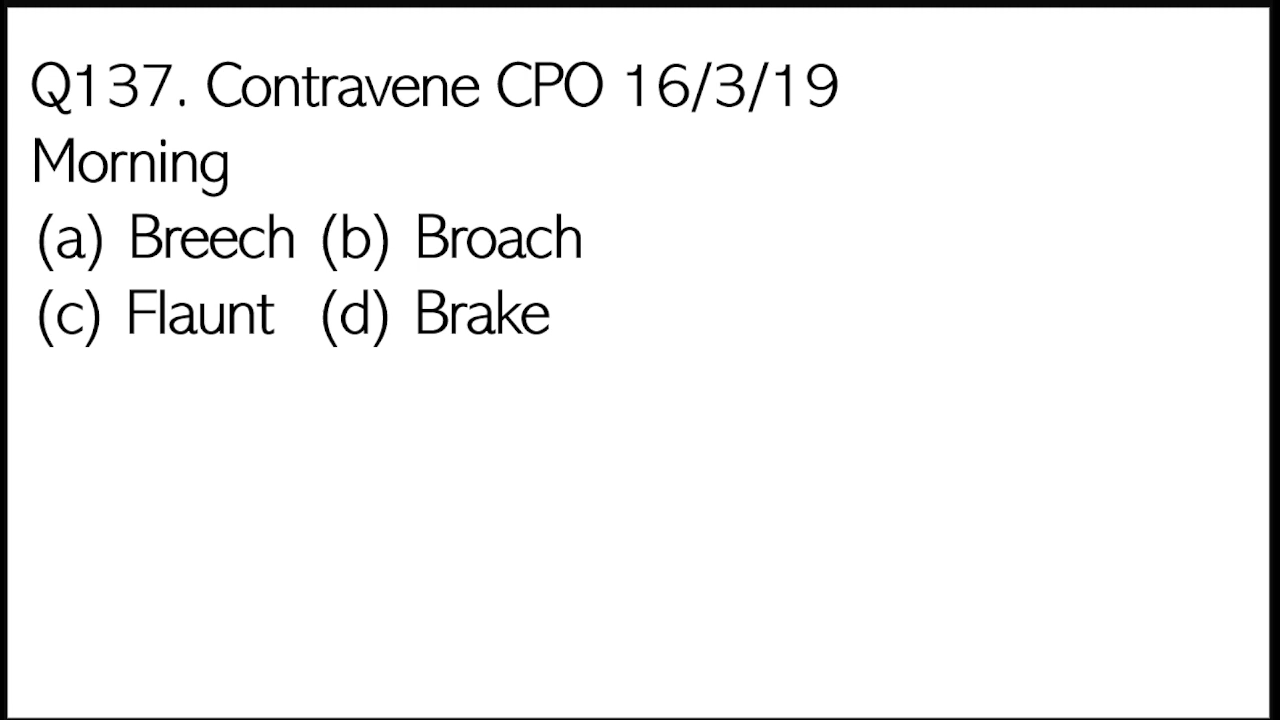 Q137. Contravene CPO 16/3/19
Morning
(a) Breech (b) Broach
(c) Flaunt (d) Brake